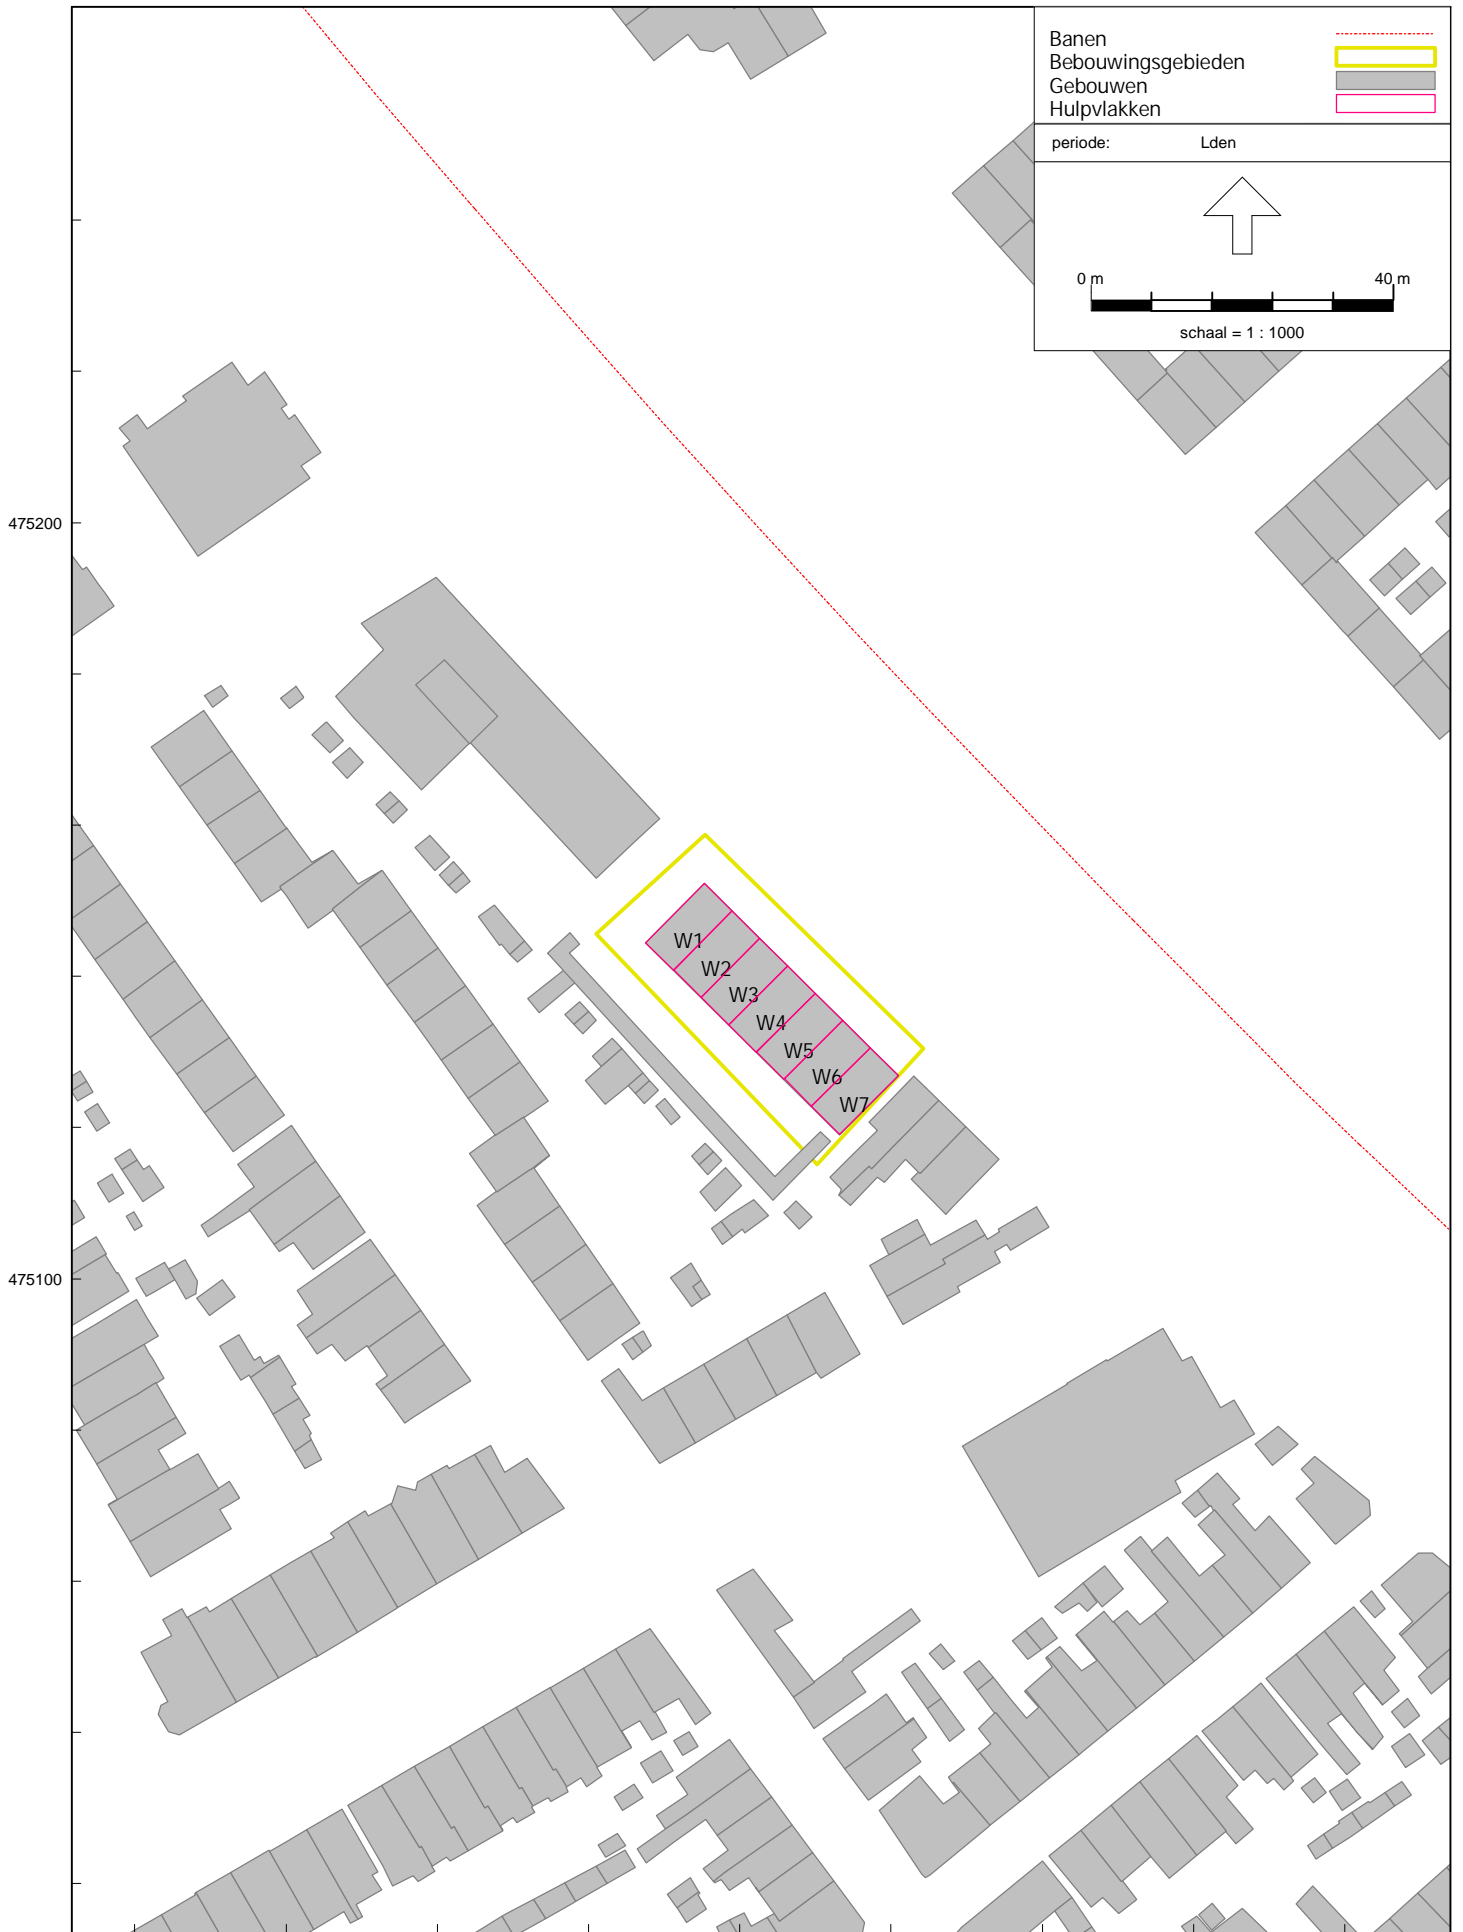 Banen
Bebouwingsgebieden
Gebouwen
Hulpvlakken
periode: Lden
0 m 40 m
schaal = 1 : 1000
475200
W1
W2
W3
W4
W5
W6
W7
475100